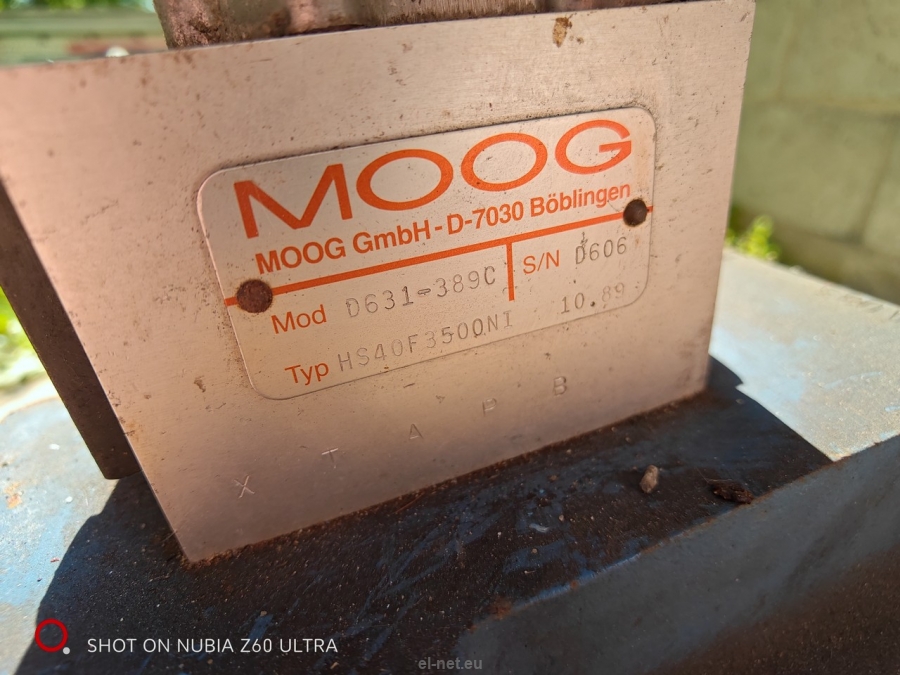 MOOG
MOOG GmbH - D-7030 Böblingen
Mod D631-389C S/N D606
Typ HS40F3500NI 10.89
X T A P B
SHOT ON NUBIA Z60 ULTRA
el-net.eu